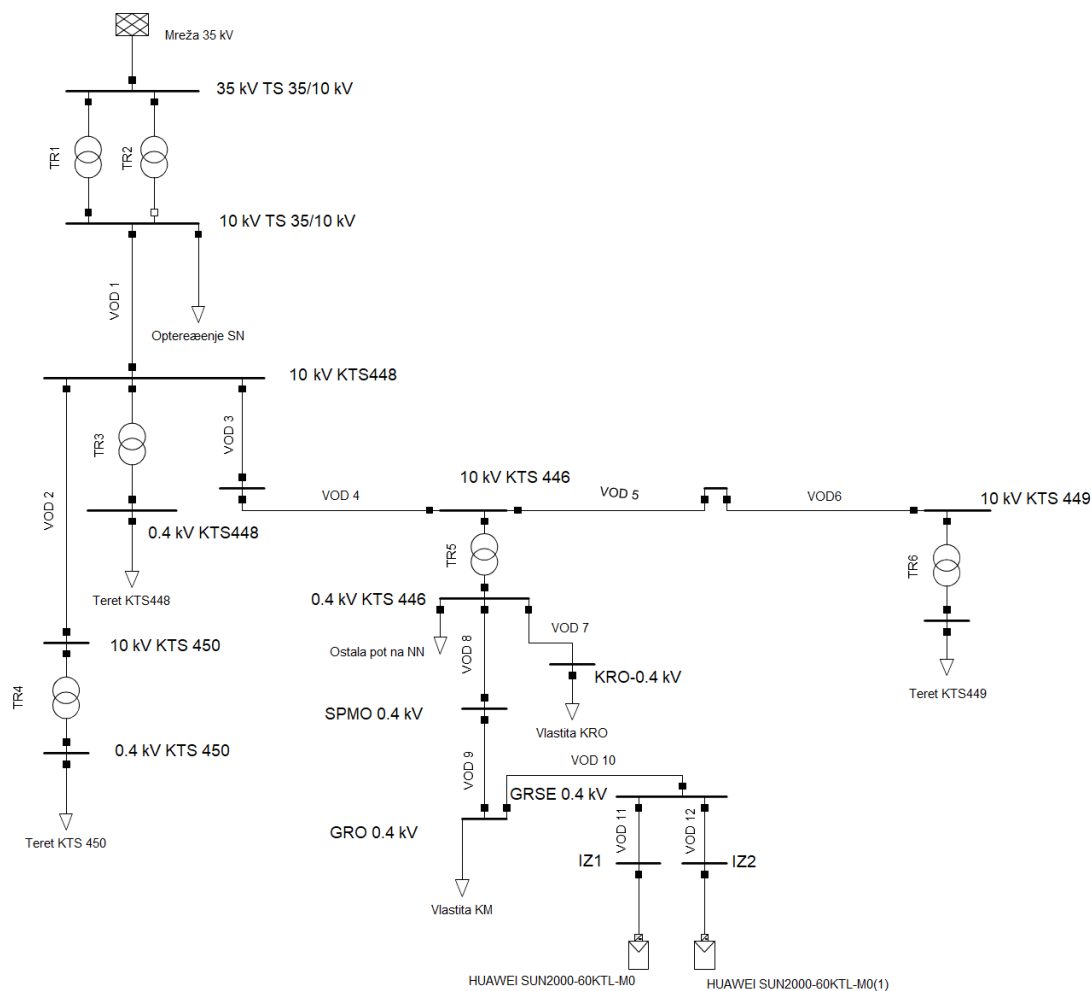 Mreža 35 kV
35 kV TS 35/10 kV
TR1
TR2
10 kV TS 35/10 kV
VOD 1
Optereæenje SN
10 kV KTS448
VOD 2
TR3
VOD 3
0.4 kV KTS448
Teret KTS448
VOD 4
10 kV KTS 446
VOD 5
VOD6
10 kV KTS 449
TR5
TR6
0.4 kV KTS 446
Ostala pot na NN
VOD 8
VOD 7
KRO-0.4 kV
Vlastita KRO
Teret KTS449
10 kV KTS 450
TR4
0.4 kV KTS 450
Teret KTS 450
SPMO 0.4 kV
VOD 9
VOD 10
GRSE 0.4 kV
GRO 0.4 kV
VOD 11
VOD 12
IZ1
IZ2
Vlastita KM
HUAWEI SUN2000-60KTL-M0
HUAWEI SUN2000-60KTL-M0(1)